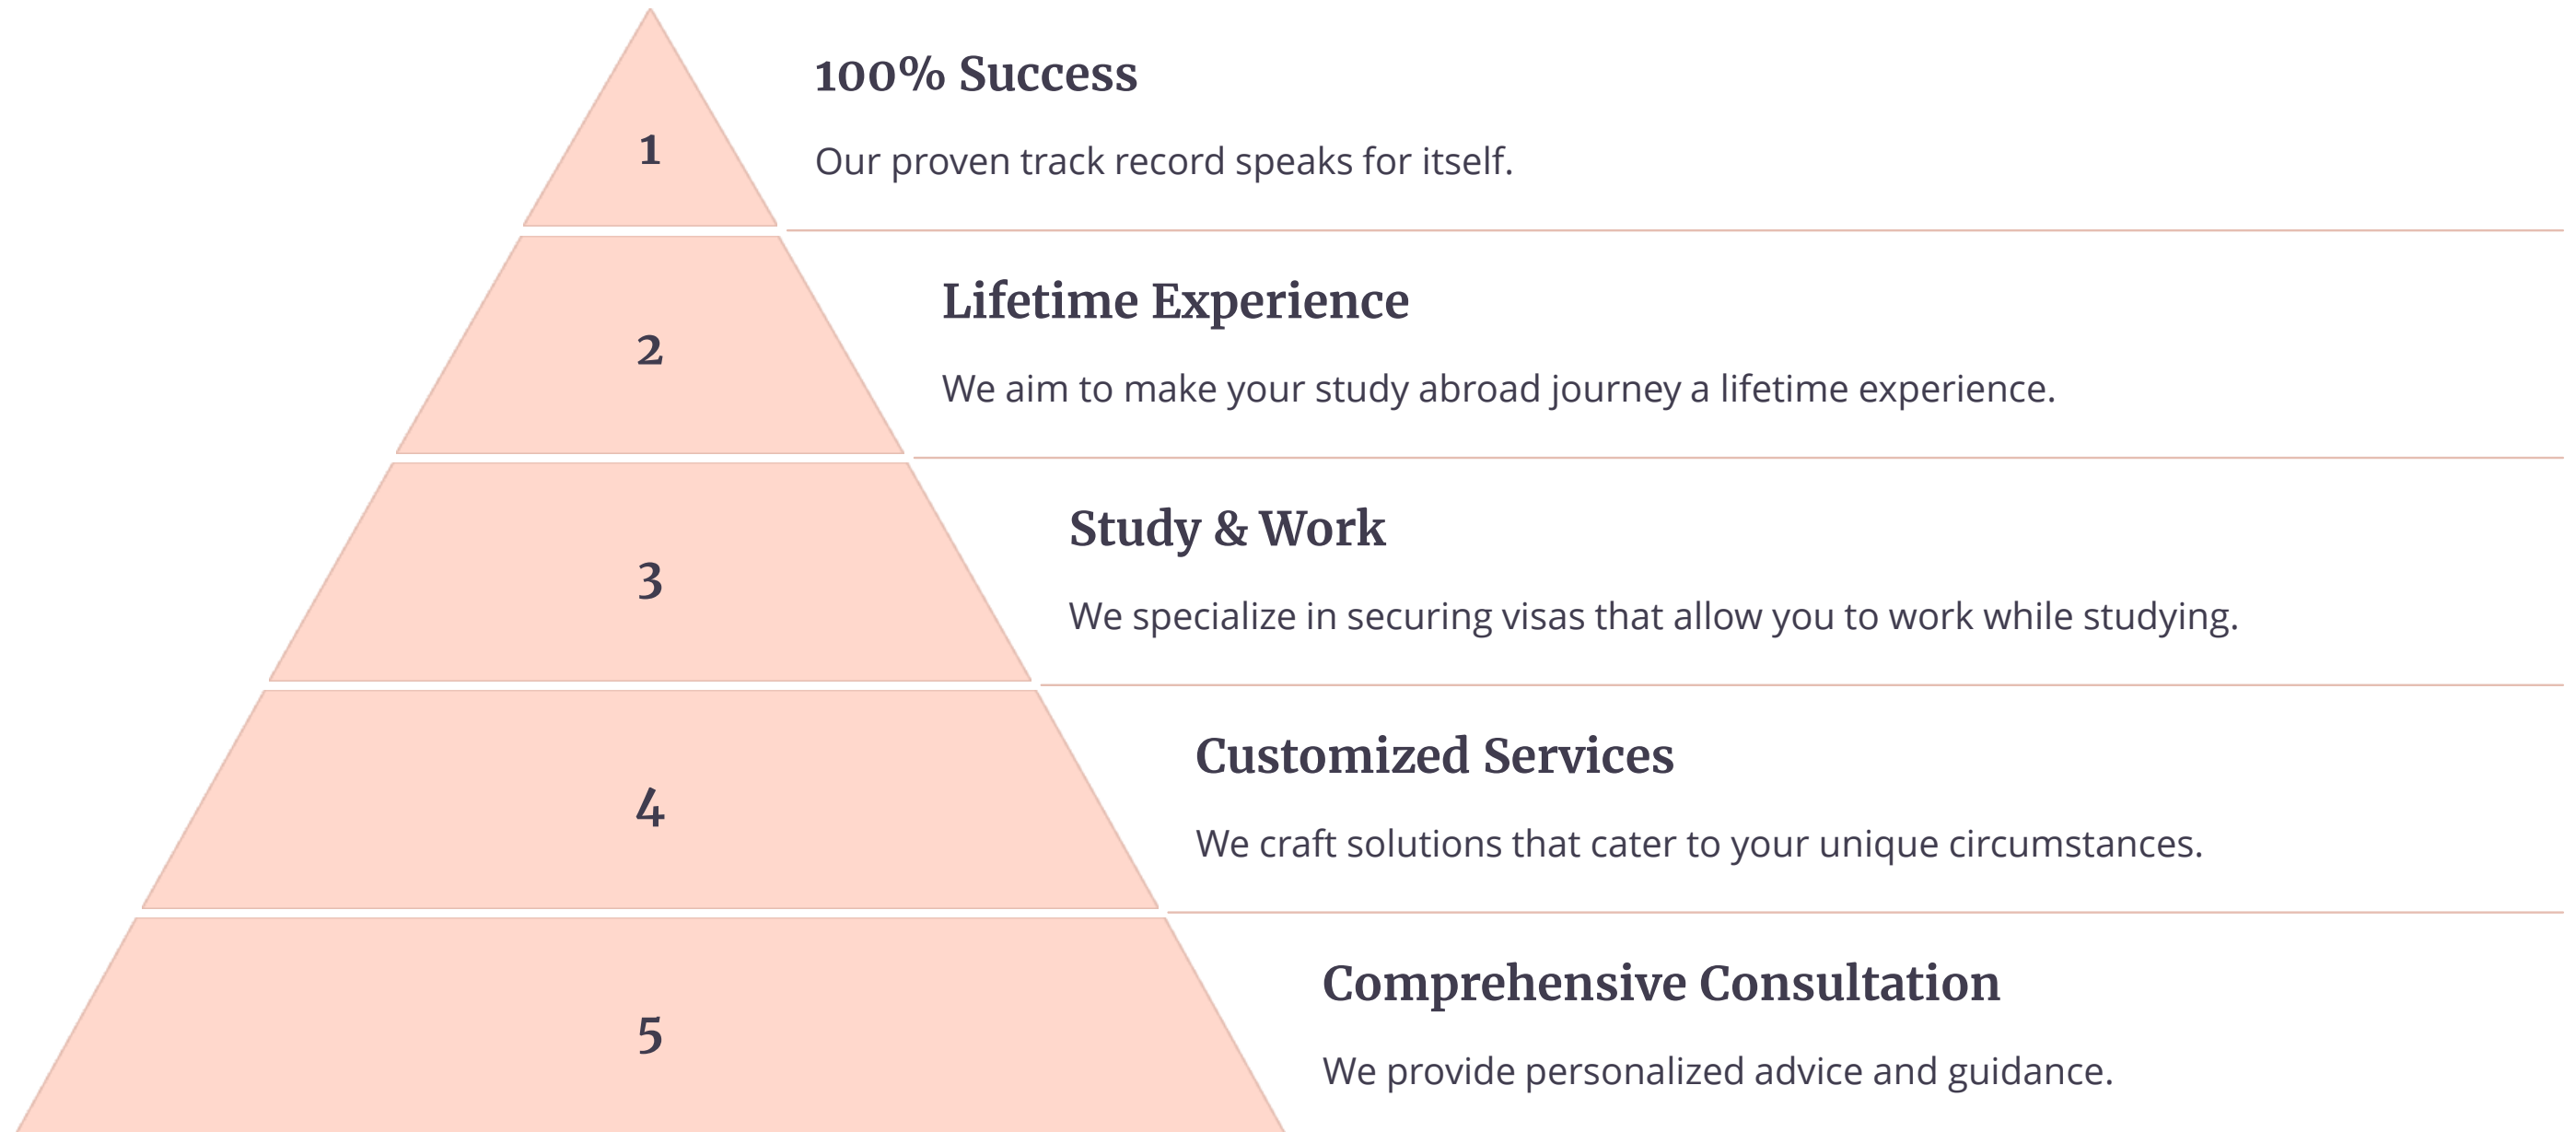 1
100% Success
Our proven track record speaks for itself.
2
Lifetime Experience
We aim to make your study abroad journey a lifetime experience.
3
Study & Work
We specialize in securing visas that allow you to work while studying.
4
Customized Services
We craft solutions that cater to your unique circumstances.
5
Comprehensive Consultation
We provide personalized advice and guidance.